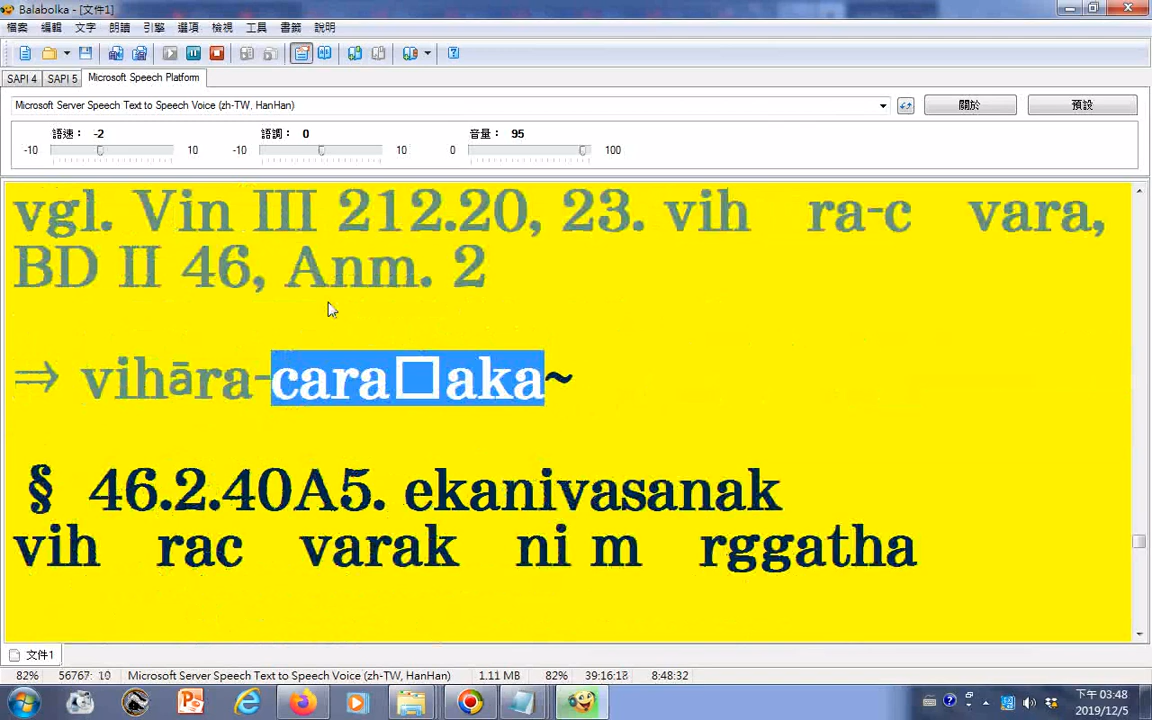 Balabolka - [文件1]
檔案 編輯 文字 朗讀 引擎 選項 檢視 工具 書籤 說明
SAPI 4 SAPI 5 Microsoft Speech Platform
Microsoft Server Speech Text to Speech Voice (zh-TW, HanHan) 關於 預設
語速： -2 語調： 0 音量： 95
-10 10 -10 10 0 100
vgl. Vin III 212.20, 23. vih ra-c vara,
BD II 46, Anm. 2
⇒ vihāra-cara□aka~
§ 46.2.40A5. ekanivasanak
vih rac varak ni m rggatha
文件1
82% 56767: 10 Microsoft Server Speech Text to Speech Voice (zh-TW, HanHan) 1.11 MB 82% 39:16:18 8:48:32
下午 03:48
2019/12/5